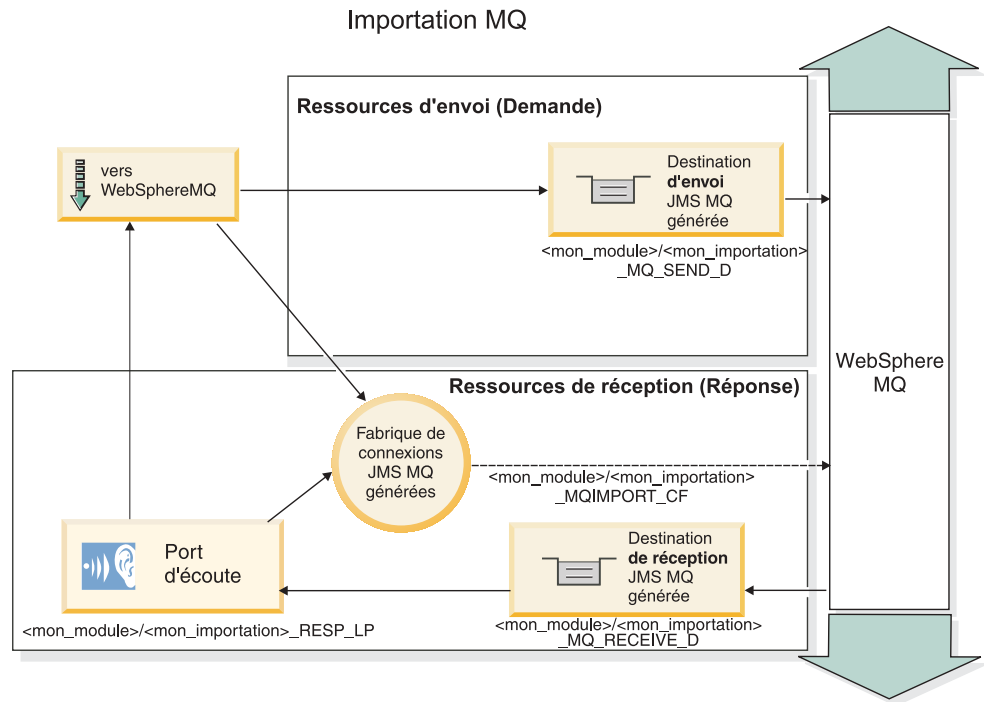 Importation MQ
Ressources d'envoi (Demande)
vers
WebSphereMQ
Destination
d'envoi
JMS MQ
générée
<mon_module>/<mon_importation>
_MQ_SEND_D
WebSphere
MQ
Ressources de réception (Réponse)
Fabrique de
connexions
JMS MQ
générées
<mon_module>/<mon_importation>
_MQIMPORT_CF
Port
d'écoute
<mon_module>/<mon_importation>_RESP_LP
Destination
de réception
JMS MQ
générée
<mon_module>/<mon_importation>
_MQ_RECEIVE_D